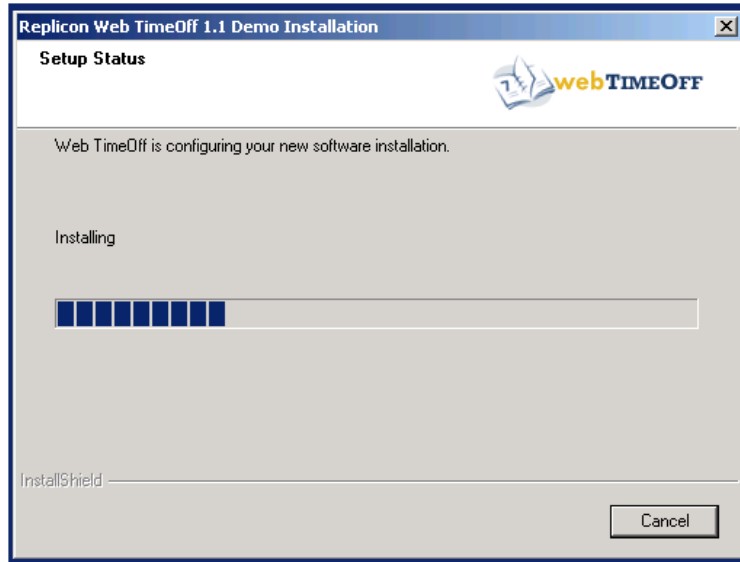 Replicon Web TimeOff 1.1 Demo Installation
Setup Status
webTIMEOFF
Web TimeOff is configuring your new software installation.
Installing
InstallShield
Cancel